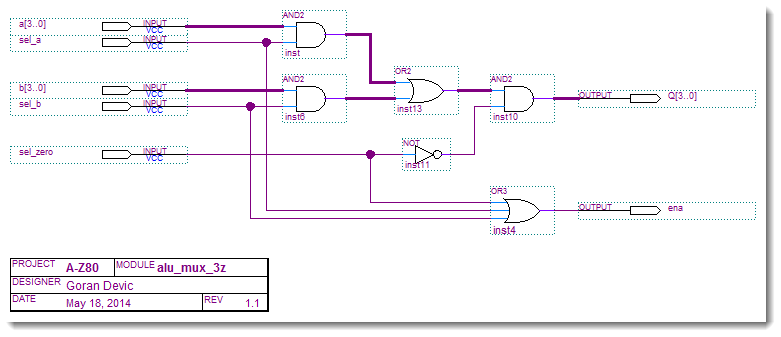 AND2
a[3..0] INPUT
VCC
sel_a INPUT
VCC
inst
OR2
AND2
AND2
b[3..0] INPUT
VCC
sel_b INPUT
VCC
inst6
inst13
inst10
OUTPUT Q[3..0]
NOT
sel_zero INPUT
VCC
inst11
OR3
OUTPUT ena
inst4
PROJECT A-Z80 MODULE alu_mux_3z
DESIGNER Goran Devic
DATE May 18, 2014 REV 1.1